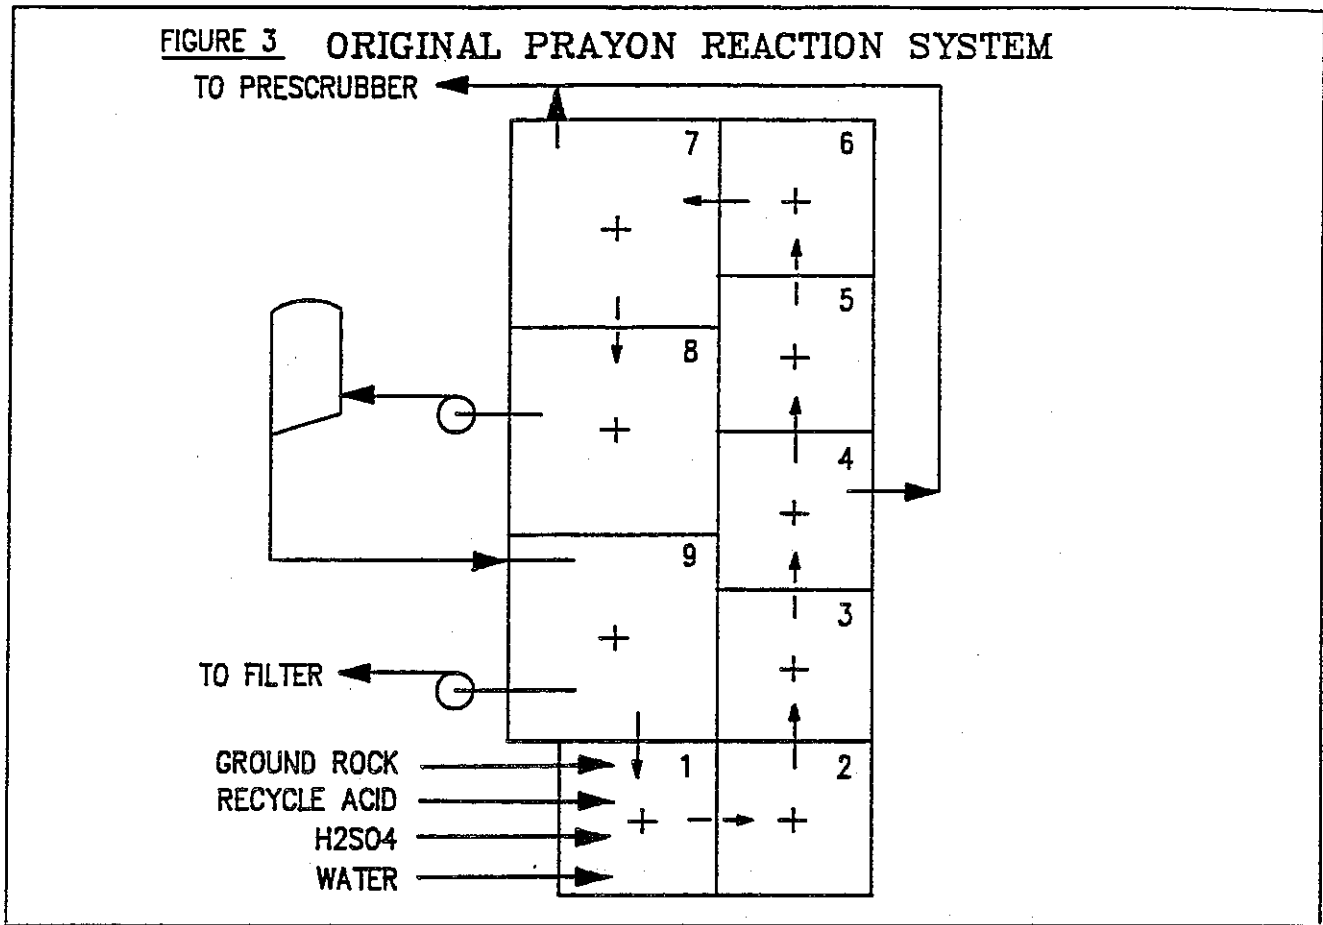 FIGURE 3 ORIGINAL PRAYON REACTION SYSTEM
TO PRESCRUBBER
7
6
5
8
4
9
3
TO FILTER
GROUND ROCK
1
2
RECYCLE ACID
H2SO4
WATER